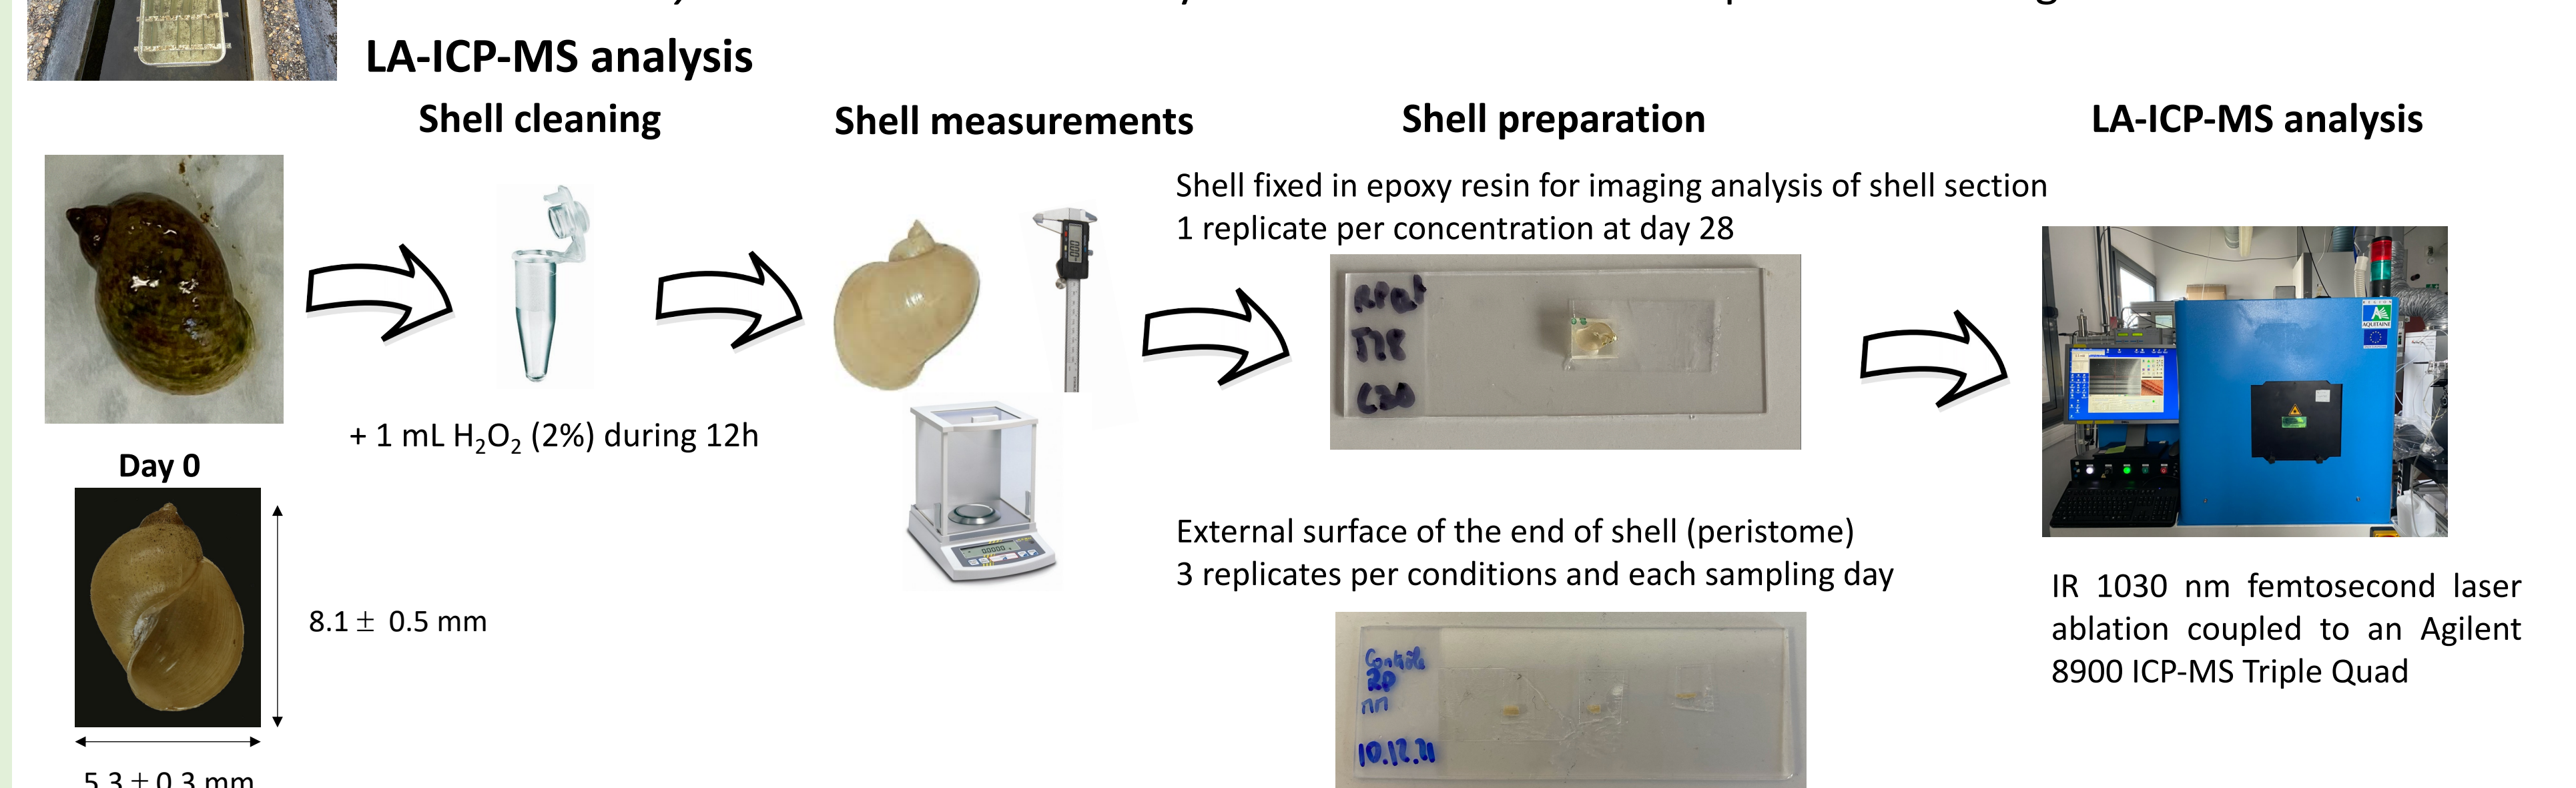 LA-ICP-MS analysis
Shell cleaning
Shell measurements
Shell preparation
LA-ICP-MS analysis
Shell fixed in epoxy resin for imaging analysis of shell section
1 replicate per concentration at day 28
+ 1 mL H₂O₂ (2%) during 12h
Day 0
8.1 ± 0.5 mm
5.3 ± 0.3 mm
External surface of the end of shell (peristome)
3 replicates per conditions and each sampling day
Contrôle
20
10.12.21
AQUITAINE
IR 1030 nm femtosecond laser
ablation coupled to an Agilent
8900 ICP-MS Triple Quad